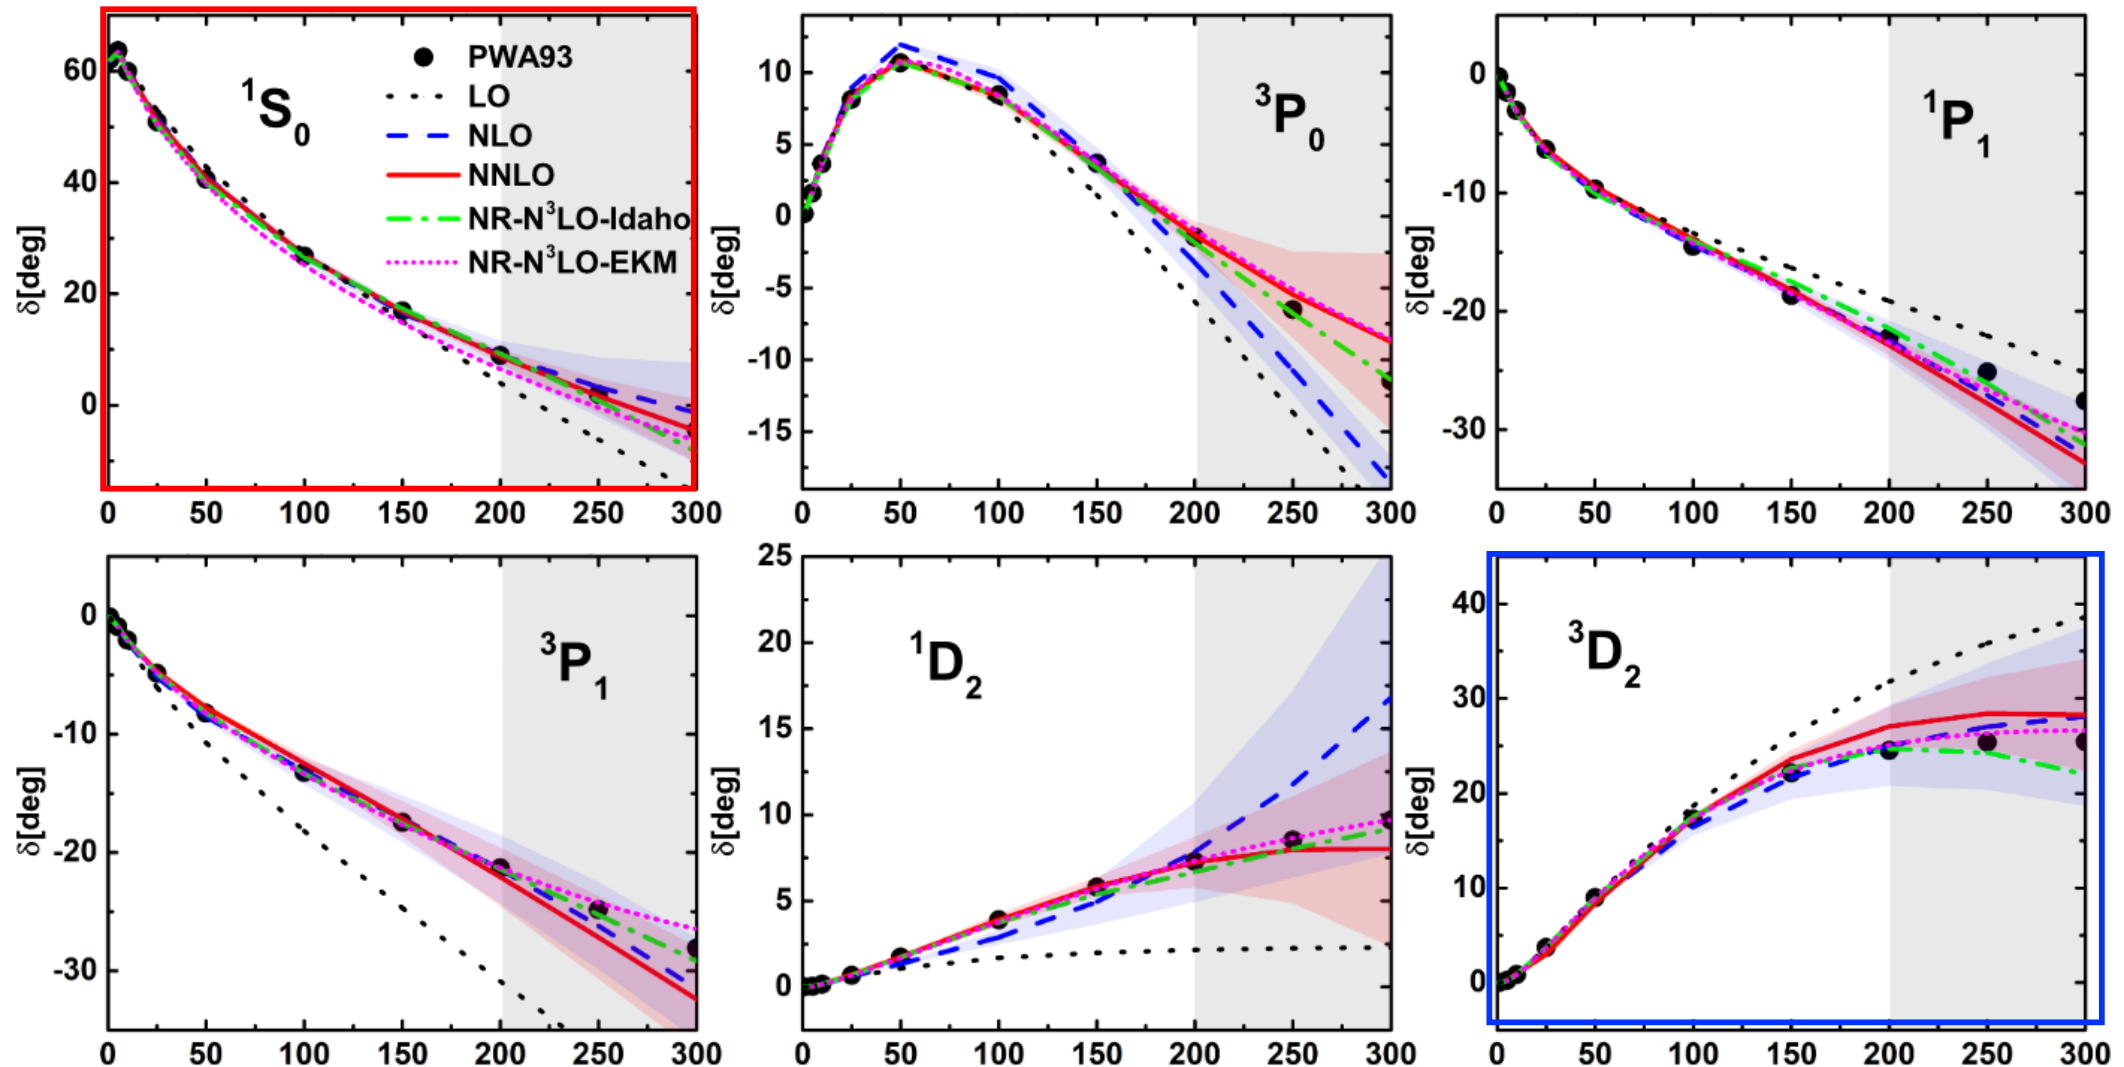 60
40
20
0
δ[deg]
¹S₀
PWA93
LO
NLO
NNLO
NR-N³LO-Idaho
NR-N³LO-EKM
0 50 100 150 200 250 300
10
5
0
-5
-10
-15
δ[deg]
³P₀
0 50 100 150 200 250 300
0
-10
-20
-30
δ[deg]
¹P₁
0 50 100 150 200 250 300
0
-10
-20
-30
δ[deg]
³P₁
0 50 100 150 200 250 300
25
20
15
10
5
0
δ[deg]
¹D₂
0 50 100 150 200 250 300
40
30
20
10
0
δ[deg]
³D₂
0 50 100 150 200 250 300